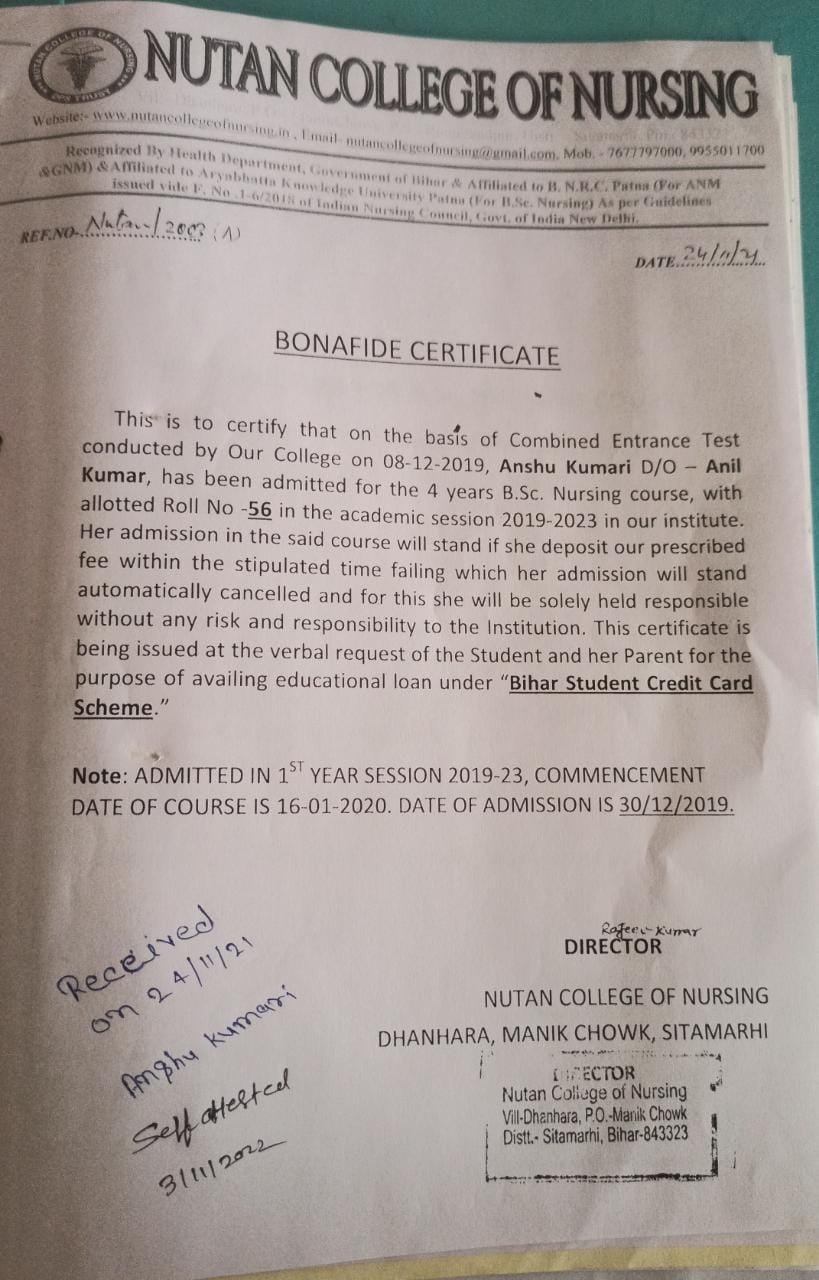 NUTAN COLLEGE OF NURSING
Website:- www.nutancollegeofnursing.in , Email- nutancollegeofnursing@gmail.com, Mob. - 7677797000, 9955011700
Recognized By Health Department, Government of Bihar & Affiliated to B. N.R.C. Patna (For ANM
&GNM) & Affiliated to Aryabhatta Knowledge University Patna (For B.Sc. Nursing) As per Guidelines
issued vide F. No .1-6/2018 of Indian Nursing Council, Govt. of India New Delhi.
REF.NO- Nutan/2003 (A)
DATE 24/11/21
BONAFIDE CERTIFICATE
This is to certify that on the basis of Combined Entrance Test
conducted by Our College on 08-12-2019, Anshu Kumari D/O – Anil
Kumar, has been admitted for the 4 years B.Sc. Nursing course, with
allotted Roll No -56 in the academic session 2019-2023 in our institute.
Her admission in the said course will stand if she deposit our prescribed
fee within the stipulated time failing which her admission will stand
automatically cancelled and for this she will be solely held responsible
without any risk and responsibility to the Institution. This certificate is
being issued at the verbal request of the Student and her Parent for the
purpose of availing educational loan under “Bihar Student Credit Card
Scheme.”
Note: ADMITTED IN 1ST YEAR SESSION 2019-23, COMMENCEMENT
DATE OF COURSE IS 16-01-2020. DATE OF ADMISSION IS 30/12/2019.
Rajeev Kumar
DIRECTOR
NUTAN COLLEGE OF NURSING
DHANHARA, MANIK CHOWK, SITAMARHI
DIRECTOR
Nutan College of Nursing
Vill-Dhanhara, P.O.-Manik Chowk
Distt.- Sitamarhi, Bihar-843323
Received
on 24/11/21
Anshu Kumari
Self attested
3/11/2022